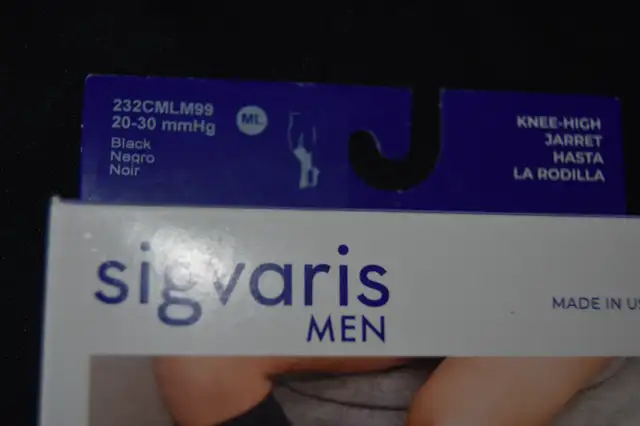 232CMLM99
20-30 mmHg
ML
Black
Negro
Noir
KNEE-HIGH
JARRET
HASTA
LA RODILLA
sigvaris
MEN
MADE IN US